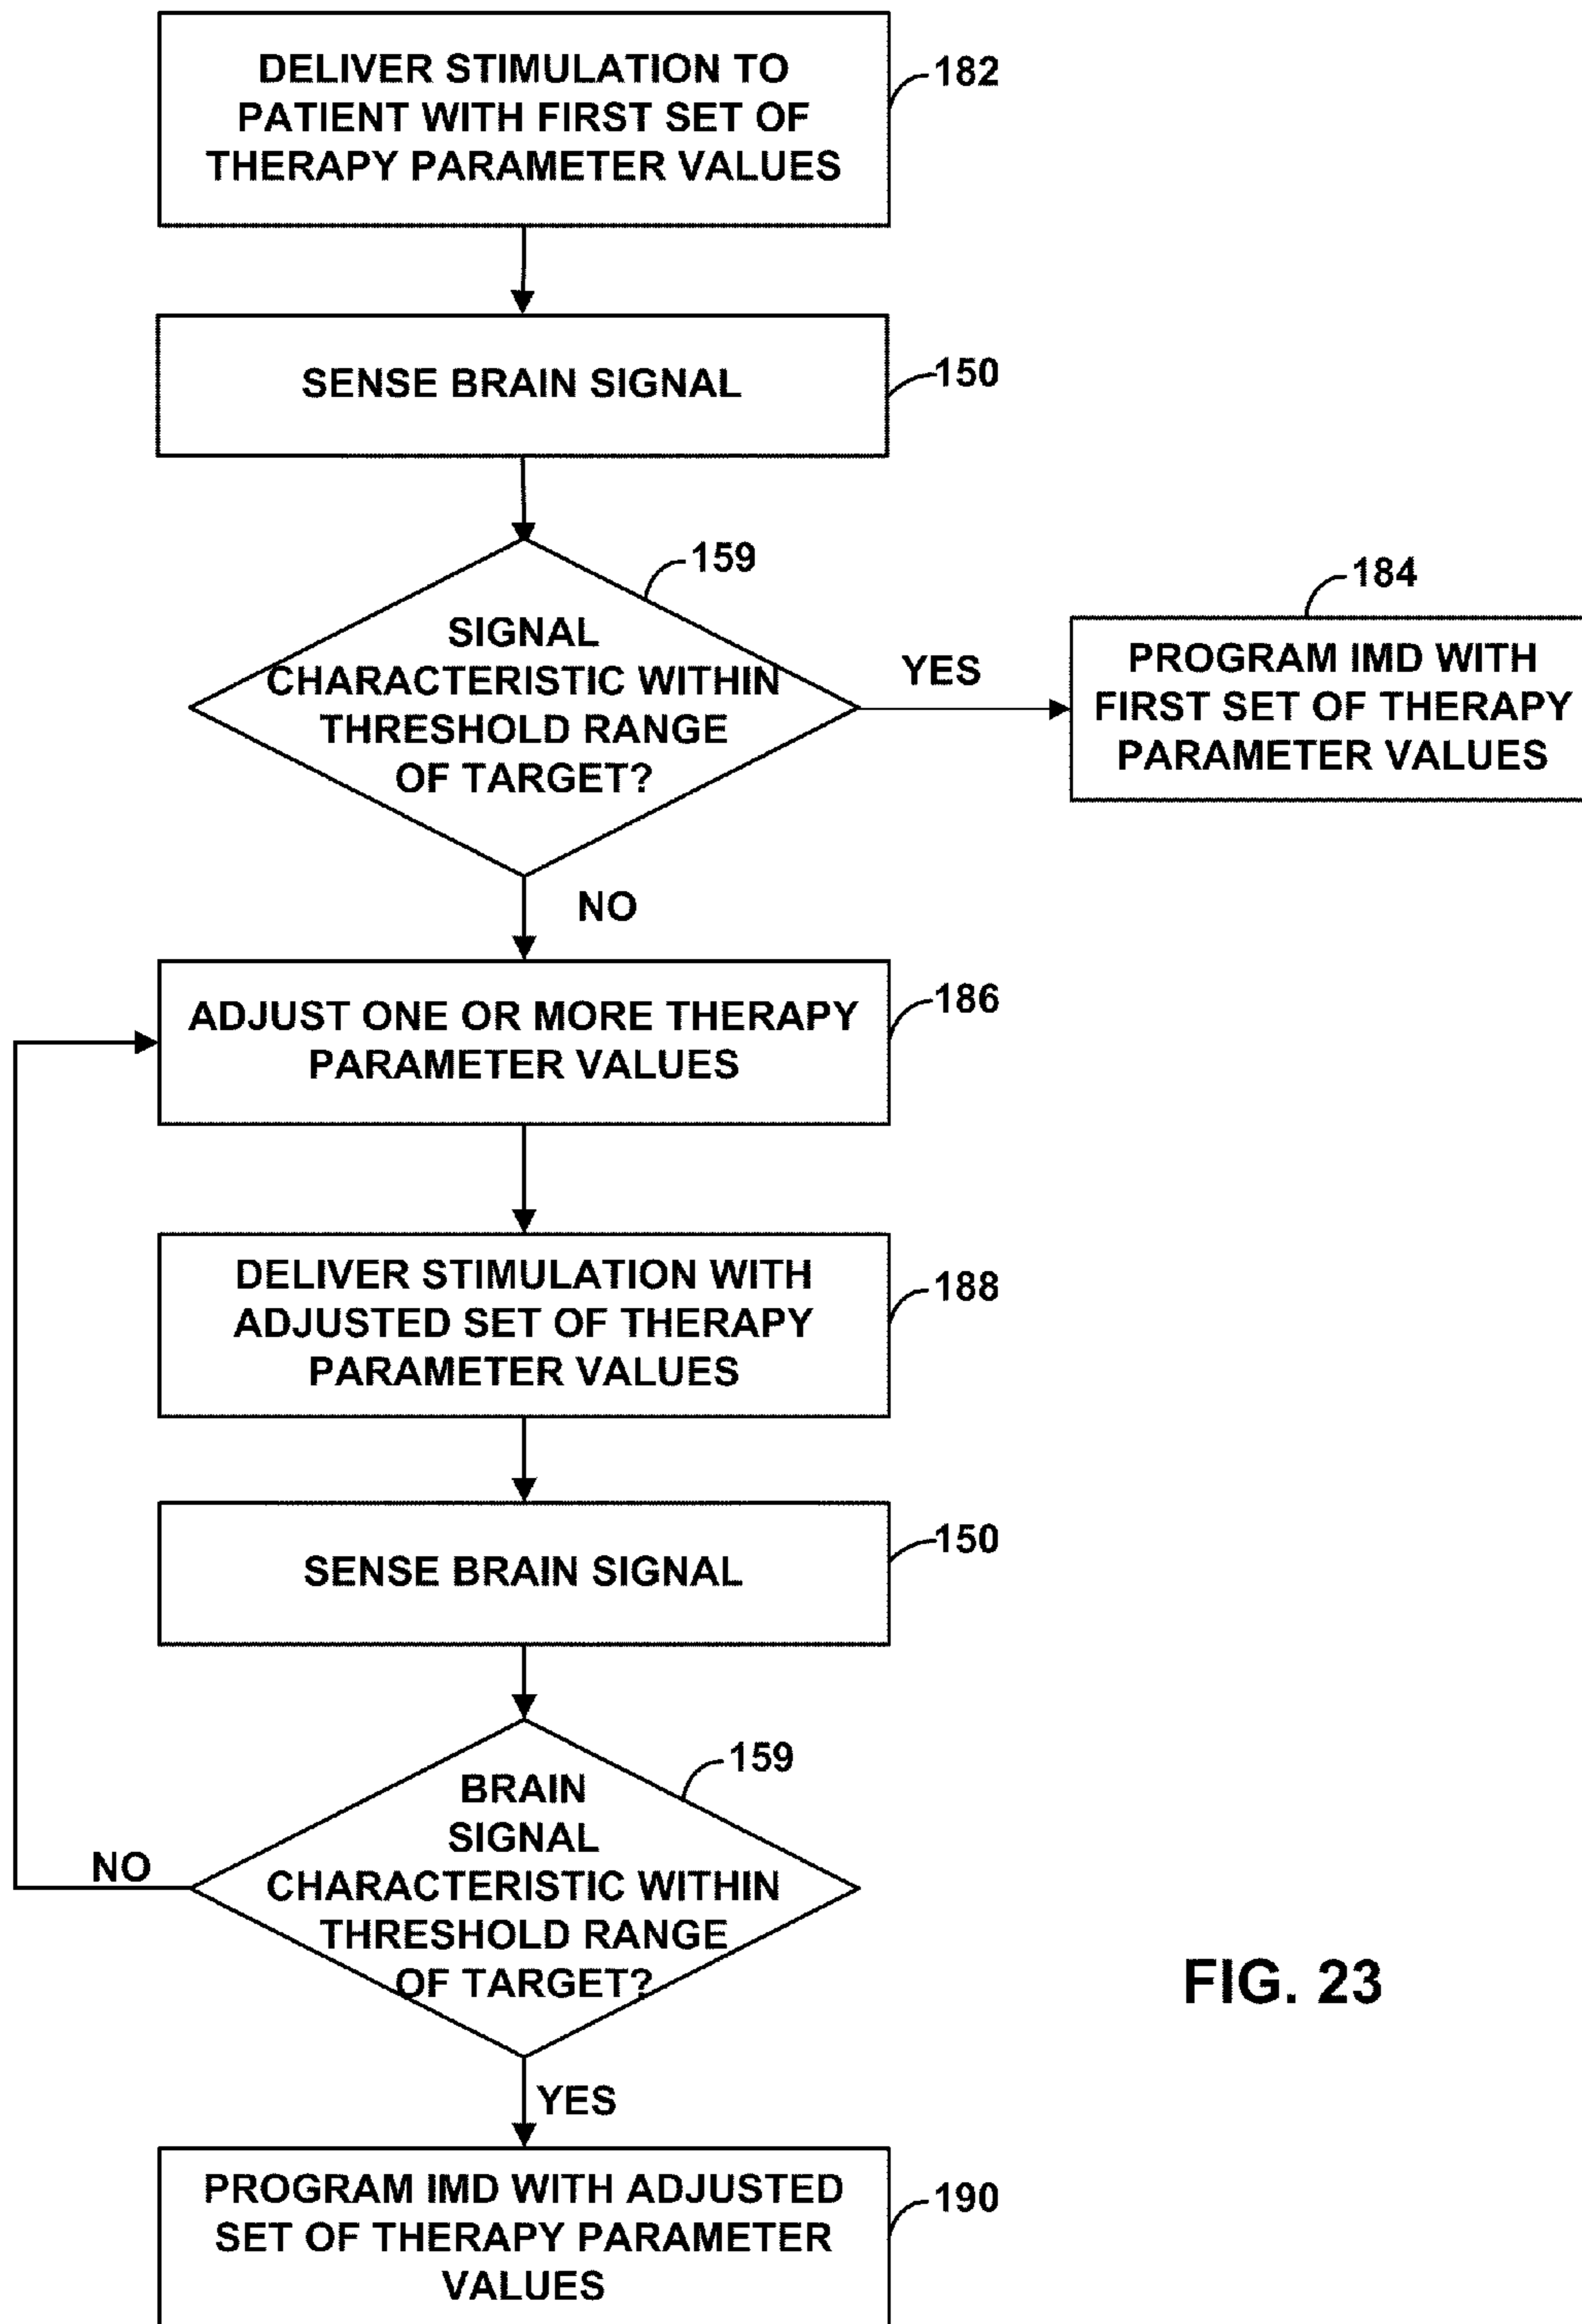 DELIVER STIMULATION TO
PATIENT WITH FIRST SET OF
THERAPY PARAMETER VALUES
182
SENSE BRAIN SIGNAL
150
159
SIGNAL
CHARACTERISTIC WITHIN
THRESHOLD RANGE
OF TARGET?
YES
184
PROGRAM IMD WITH
FIRST SET OF THERAPY
PARAMETER VALUES
NO
ADJUST ONE OR MORE THERAPY
PARAMETER VALUES
186
DELIVER STIMULATION WITH
ADJUSTED SET OF THERAPY
PARAMETER VALUES
188
SENSE BRAIN SIGNAL
150
159
BRAIN
SIGNAL
CHARACTERISTIC WITHIN
THRESHOLD RANGE
OF TARGET?
NO
YES
PROGRAM IMD WITH ADJUSTED
SET OF THERAPY PARAMETER
VALUES
190
FIG. 23